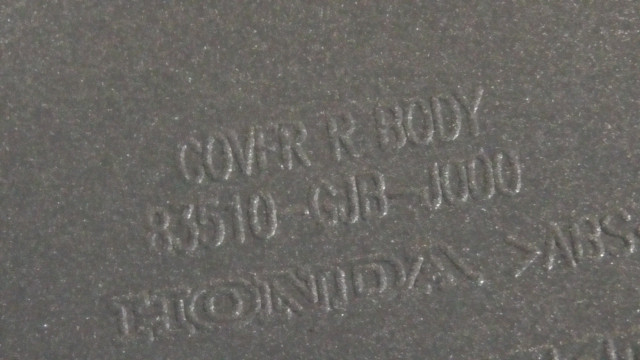 COVER R BODY
83510-GJB-J000
HONDA >ABS